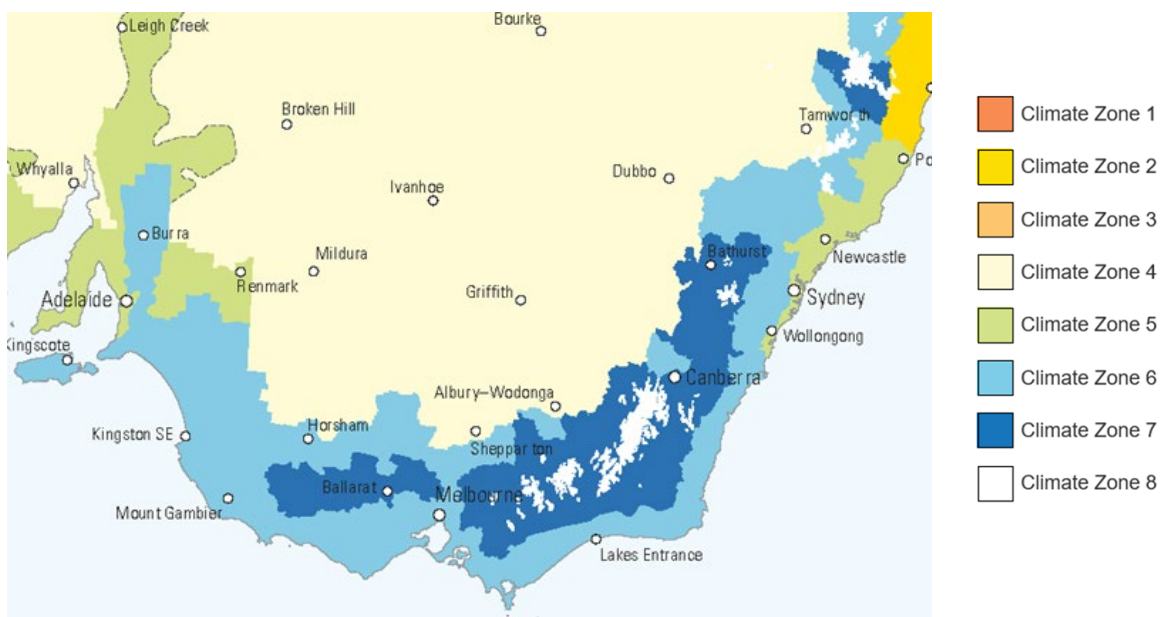 Leigh Creek
Bourke
Broken Hill
Tamworth
Whyalla
Dubbo
Po
Ivanhoe
Burra
Bathurst
Newcastle
Mildura
Renmark
Adelaide
Griffith
Sydney
Kingscote
Wollongong
Canberra
Albury–Wodonga
Horsham
Kingston SE
Shepparton
Ballarat
Melbourne
Mount Gambier
Lakes Entrance
Climate Zone 1
Climate Zone 2
Climate Zone 3
Climate Zone 4
Climate Zone 5
Climate Zone 6
Climate Zone 7
Climate Zone 8